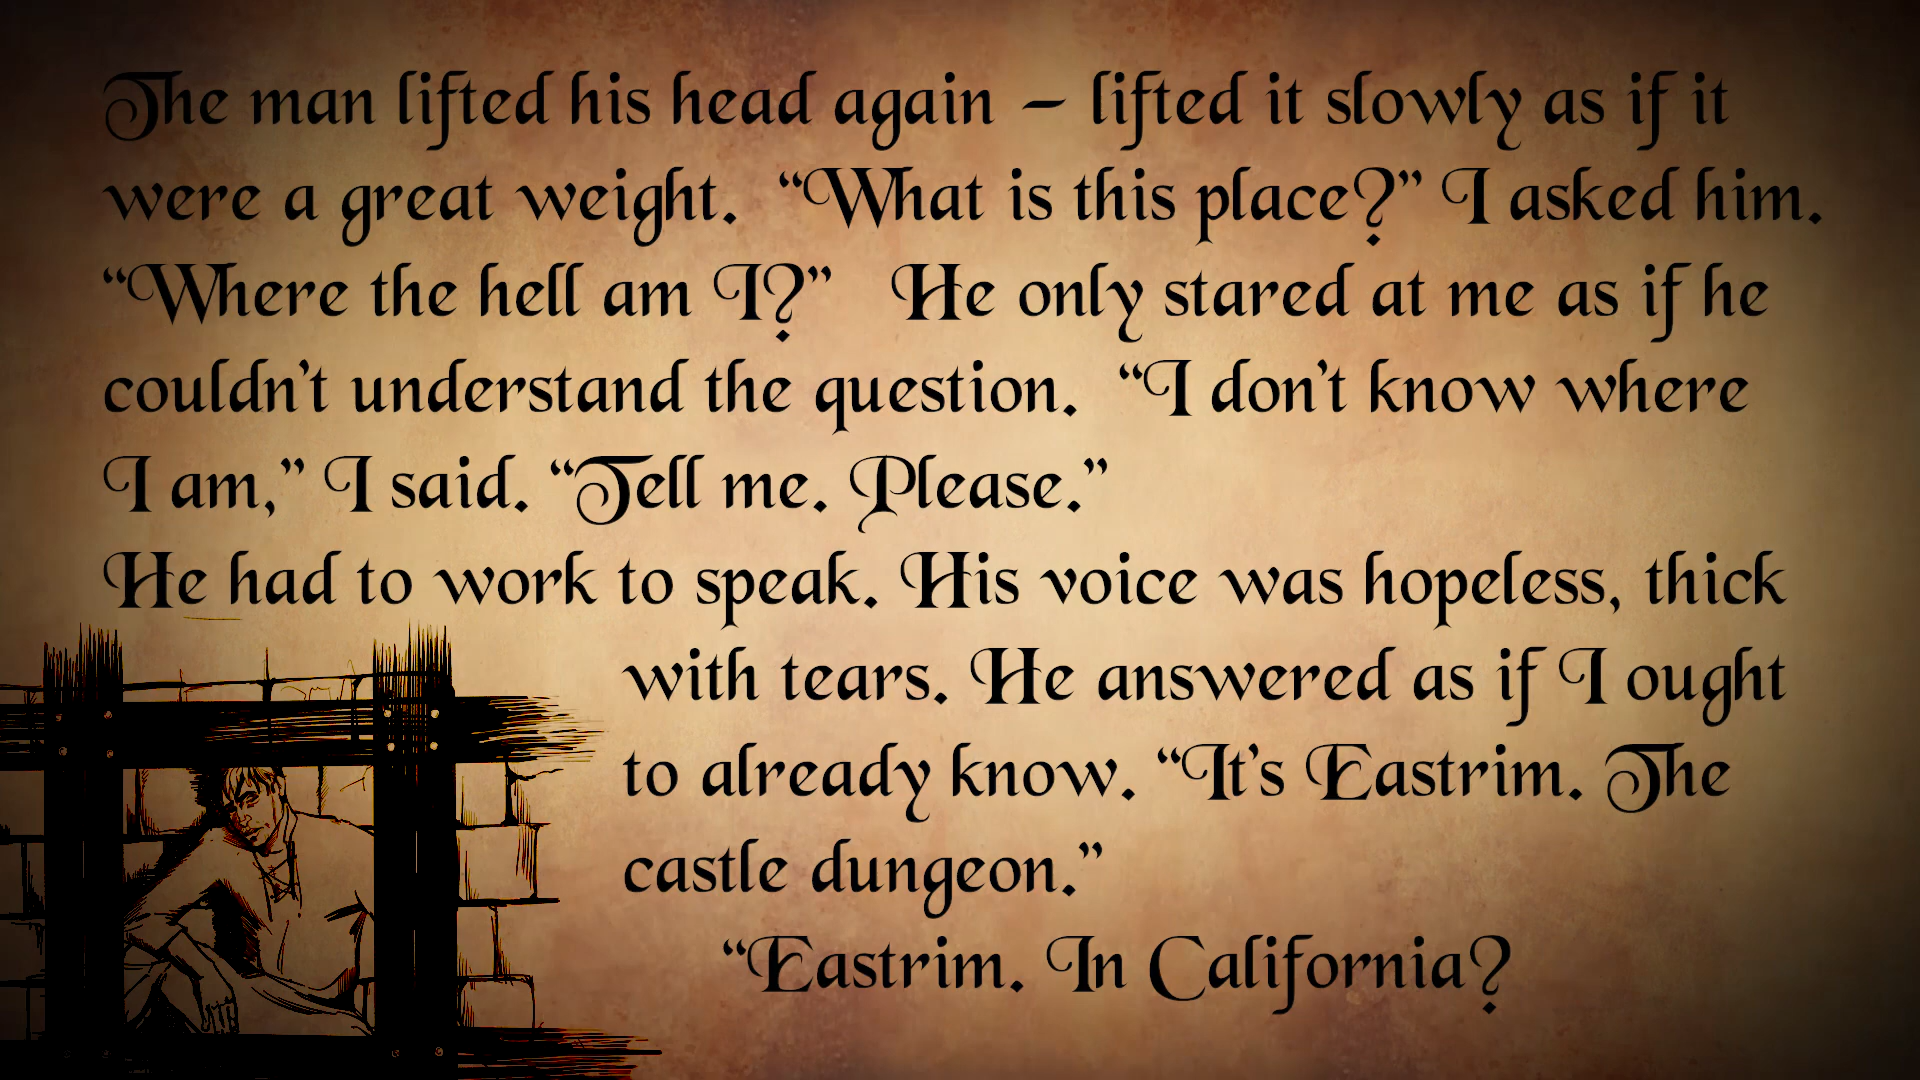 The man lifted his head again – lifted it slowly as if it
were a great weight. “What is this place?” I asked him.
“Where the hell am I?” He only stared at me as if he
couldn’t understand the question. “I don’t know where
I am,” I said. “Tell me. Please.”
He had to work to speak. His voice was hopeless, thick
with tears. He answered as if I ought
to already know. “It’s Eastrim. The
castle dungeon.”
“Eastrim. In California?